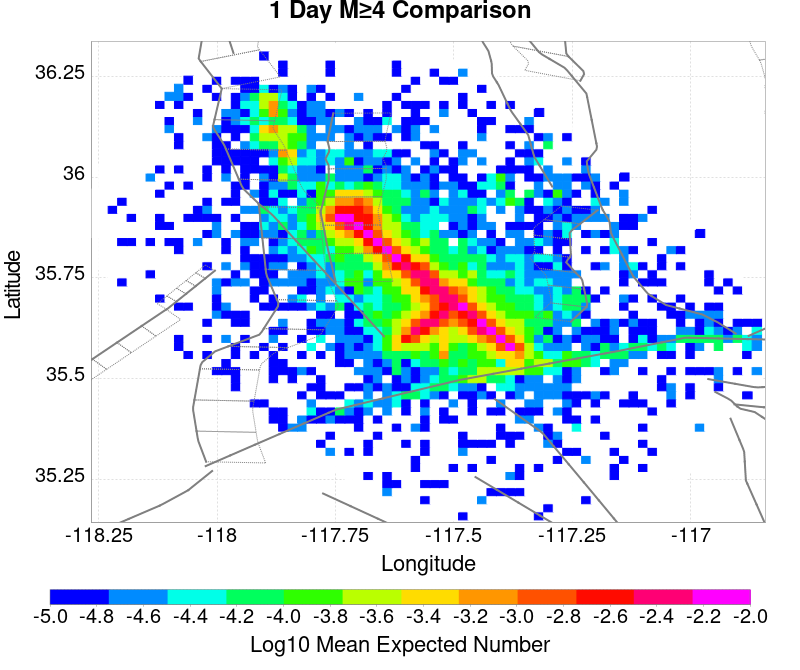 1 Day M≥4 Comparison
36.25
36
35.75
35.5
35.25
Latitude
-118.25 -118 -117.75 -117.5 -117.25 -117
Longitude
-5.0 -4.8 -4.6 -4.4 -4.2 -4.0 -3.8 -3.6 -3.4 -3.2 -3.0 -2.8 -2.6 -2.4 -2.2 -2.0
Log10 Mean Expected Number